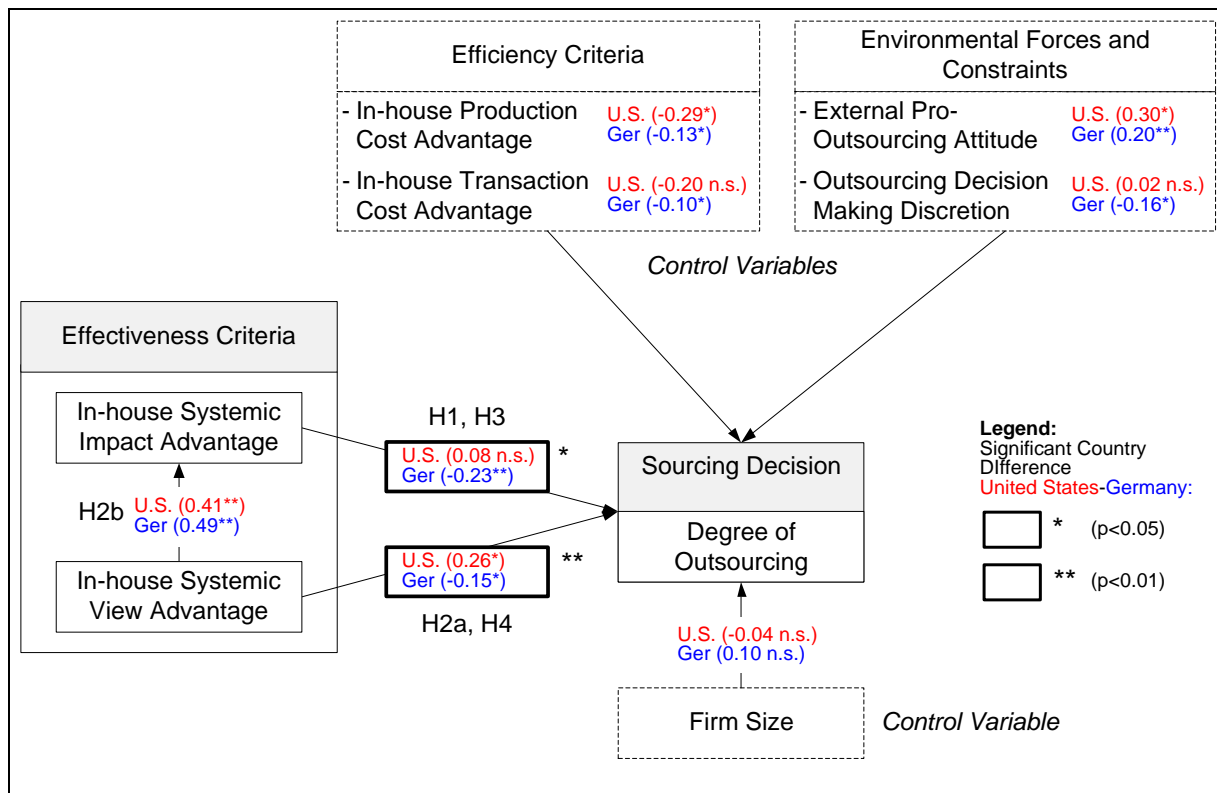 Efficiency Criteria
- In-house Production
Cost Advantage
U.S. (-0.29*)
Ger (-0.13*)
- In-house Transaction
Cost Advantage
U.S. (-0.20 n.s.)
Ger (-0.10*)
Environmental Forces and
Constraints
- External Pro-
Outsourcing Attitude
U.S. (0.30*)
Ger (0.20**)
- Outsourcing Decision
Making Discretion
U.S. (0.02 n.s.)
Ger (-0.16*)
Control Variables
Effectiveness Criteria
In-house Systemic
Impact Advantage
H2b
U.S. (0.41**)
Ger (0.49**)
In-house Systemic
View Advantage
H1, H3
U.S. (0.08 n.s.)
Ger (-0.23**)
*
U.S. (0.26*)
Ger (-0.15*)
**
H2a, H4
Sourcing Decision
Degree of
Outsourcing
U.S. (-0.04 n.s.)
Ger (0.10 n.s.)
Firm Size
Control Variable
Legend:
Significant Country
DIfference
United States-Germany:
* (p<0.05)
** (p<0.01)